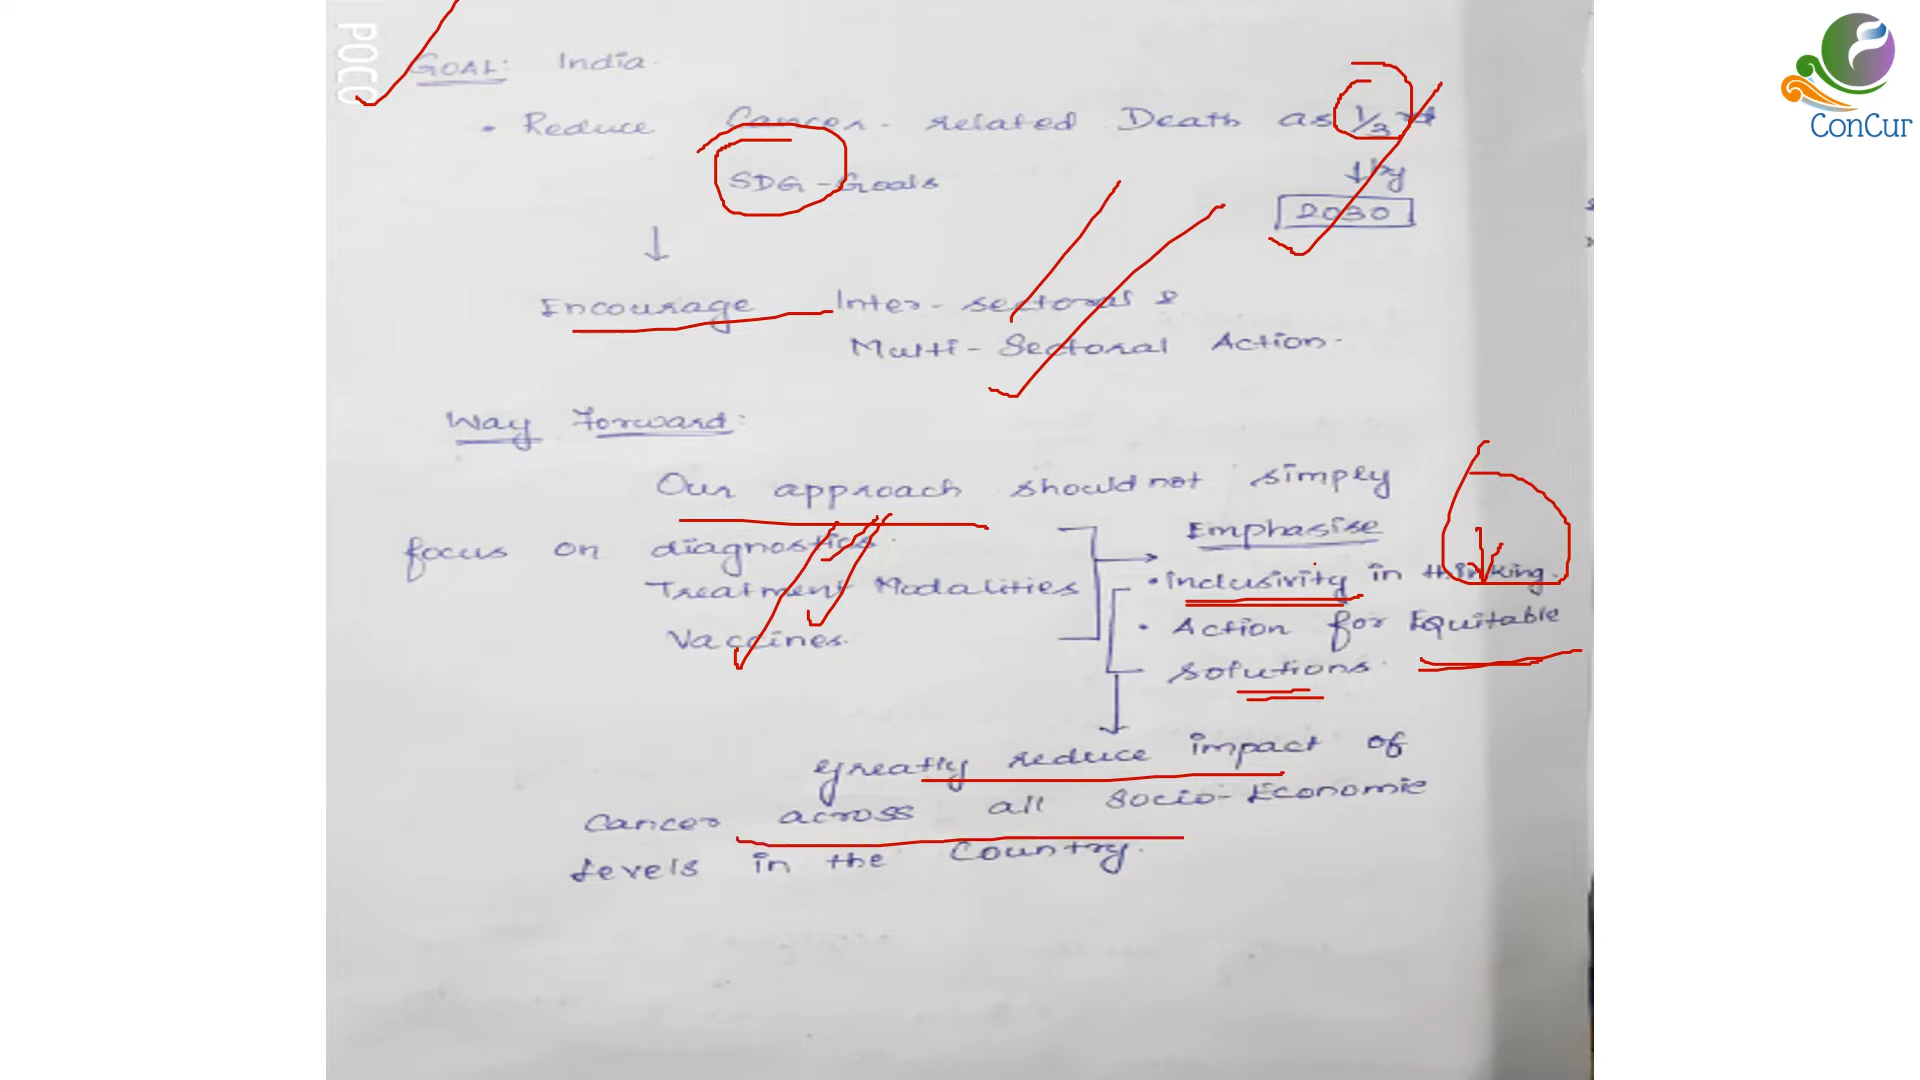 POCO
GOAL: India
• Reduce Cancer-related Death as 1/3rd
SDG-Goals
by
2030
Encourage Inter-sectoral &
Multi-Sectoral Action.
Way Forward:
Our approach should not simply
focus on diagnostics.
Treatment Modalities
Vaccines.
Emphasise
• Inclusivity in thinking.
• Action for Equitable
solutions.
Greatly reduce impact of
Cancer across all Socio-Economic
levels in the Country.
ConCur